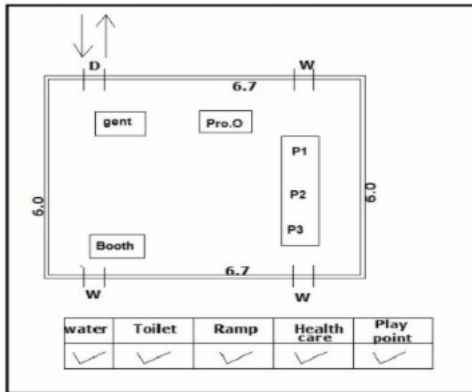 D W
6.7
gent Pro.O
P1
6.0 P2 6.0
P3
Booth
6.7
W W
water Toilet Ramp Health care Play point